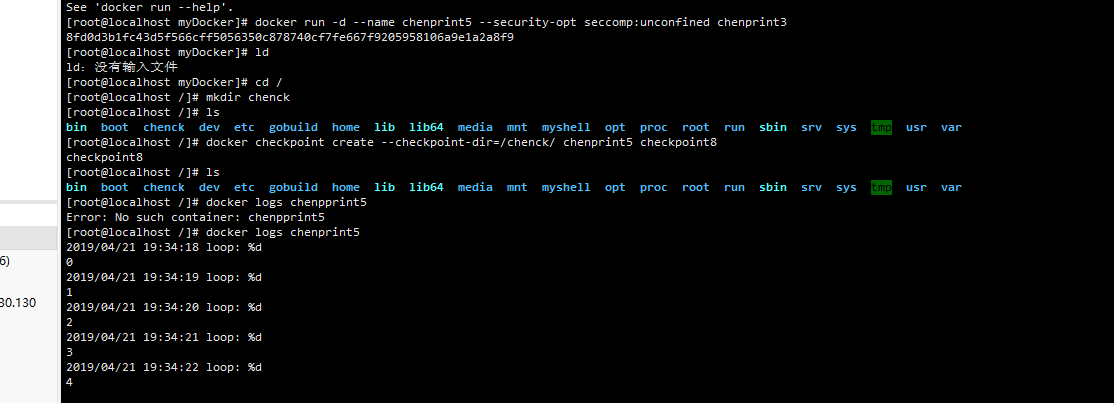 See 'docker run --help'.
[root@localhost myDocker]# docker run -d --name chenprint5 --security-opt seccomp:unconfined chenprint3
8fd0d3b1fc43d5f566cff5056350c878740cf7fe667f9205958106a9e1a2a8f9
[root@localhost myDocker]# ld
ld: 没有输入文件
[root@localhost myDocker]# cd /
[root@localhost /]# mkdir chenck
[root@localhost /]# ls
bin boot chenck dev etc gobuild home lib lib64 media mnt myshell opt proc root run sbin srv sys tmp usr var
[root@localhost /]# docker checkpoint create --checkpoint-dir=/chenck/ chenprint5 checkpoint8
checkpoint8
[root@localhost /]# ls
bin boot chenck dev etc gobuild home lib lib64 media mnt myshell opt proc root run sbin srv sys tmp usr var
[root@localhost /]# docker logs chenpprint5
Error: No such container: chenpprint5
[root@localhost /]# docker logs chenprint5
2019/04/21 19:34:18 loop: %d
0
2019/04/21 19:34:19 loop: %d
1
2019/04/21 19:34:20 loop: %d
2
2019/04/21 19:34:21 loop: %d
3
2019/04/21 19:34:22 loop: %d
4
6)
30.130